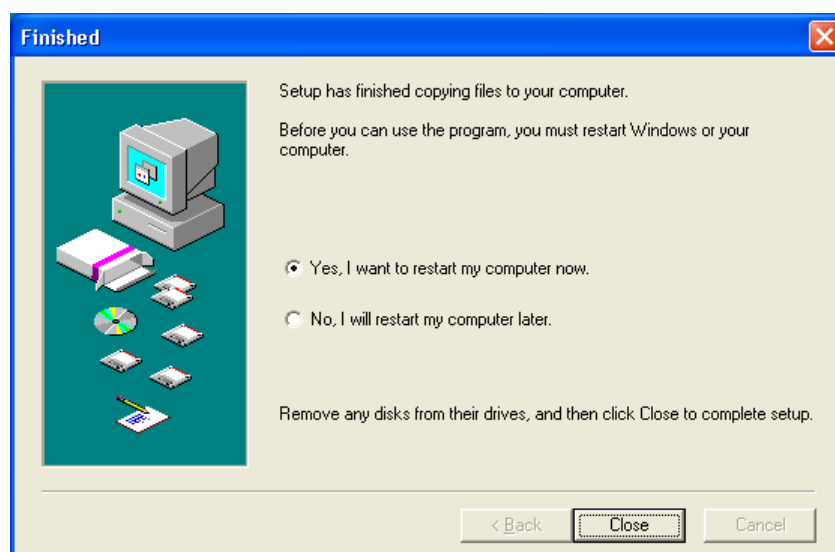 Finished
Setup has finished copying files to your computer.
Before you can use the program, you must restart Windows or your
computer.
Yes, I want to restart my computer now.
No, I will restart my computer later.
Remove any disks from their drives, and then click Close to complete setup.
< Back
Close
Cancel